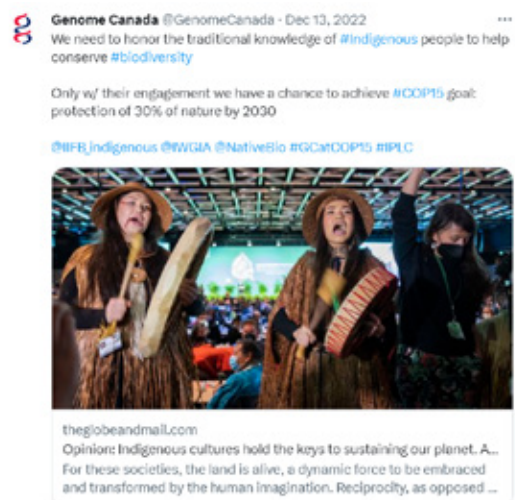 Genome Canada @GenomeCanada · Dec 13, 2022
We need to honor the traditional knowledge of #Indigenous people to help
conserve #biodiversity
Only w/ their engagement we have a chance to achieve #COP15 goal:
protection of 30% of nature by 2030
@IIFB_indigenous @IWGIA @NativeBio #GCatCOP15 #IPLC
theglobeandmail.com
Opinion: Indigenous cultures hold the keys to sustaining our planet. A...
For these societies, the land is alive, a dynamic force to be embraced
and transformed by the human imagination. Reciprocity, as opposed ...